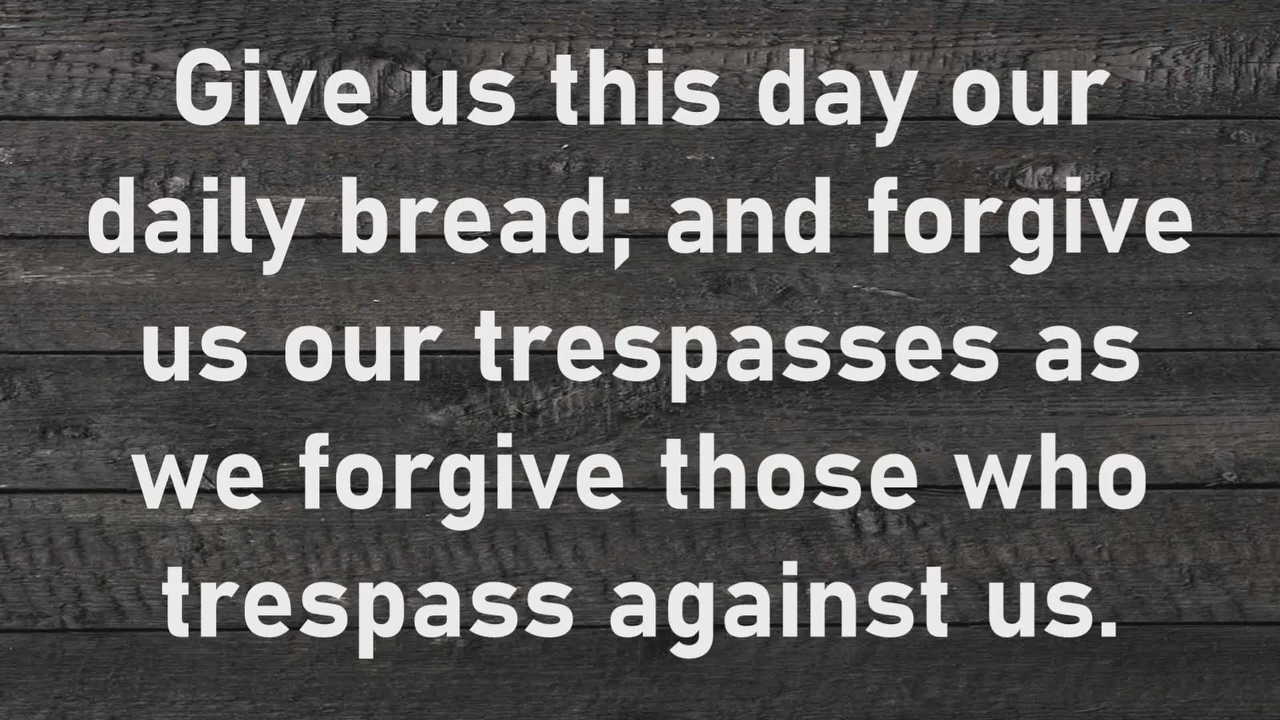 Give us this day our
daily bread; and forgive
us our trespasses as
we forgive those who
trespass against us.